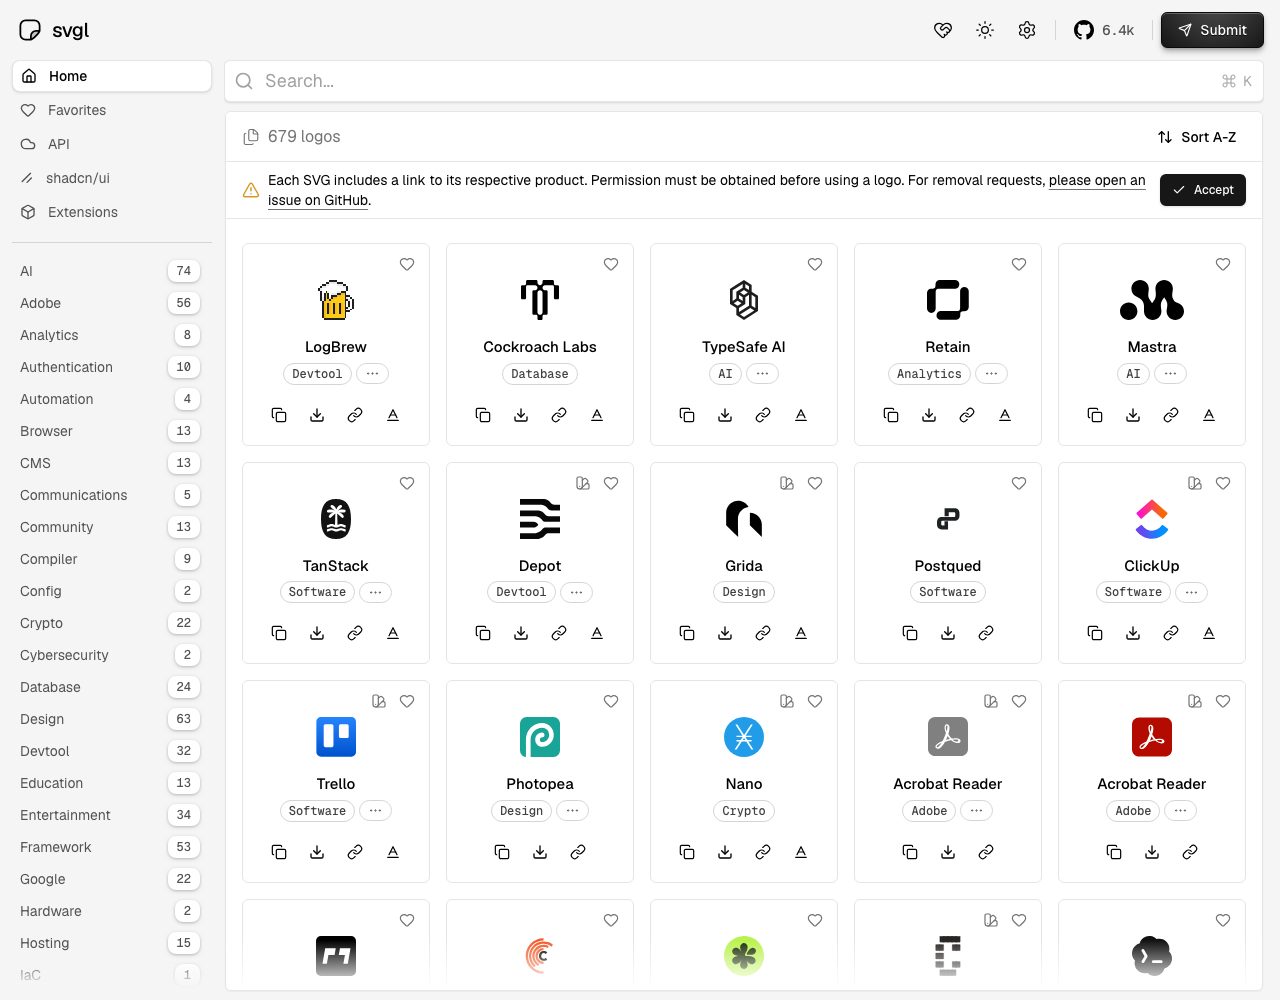 svgl
6.4k
Submit
Home
Favorites
API
shadcn/ui
Extensions
AI 74
Adobe 56
Analytics 8
Authentication 10
Automation 4
Browser 13
CMS 13
Communications 5
Community 13
Compiler 9
Config 2
Crypto 22
Cybersecurity 2
Database 24
Design 63
Devtool 32
Education 13
Entertainment 34
Framework 53
Google 22
Hardware 2
Hosting 15
IaC 1
Search...
⌘ K
679 logos
Sort A-Z
Each SVG includes a link to its respective product. Permission must be obtained before using a logo. For removal requests, please open an
issue on GitHub.
Accept
LogBrew
Devtool ...
Cockroach Labs
Database
TypeSafe AI
AI ...
Retain
Analytics ...
Mastra
AI ...
TanStack
Software ...
Depot
Devtool ...
Grida
Design
Postqued
Software
ClickUp
Software ...
Trello
Software ...
Photopea
Design ...
Nano
Crypto
Acrobat Reader
Adobe ...
Acrobat Reader
Adobe ...